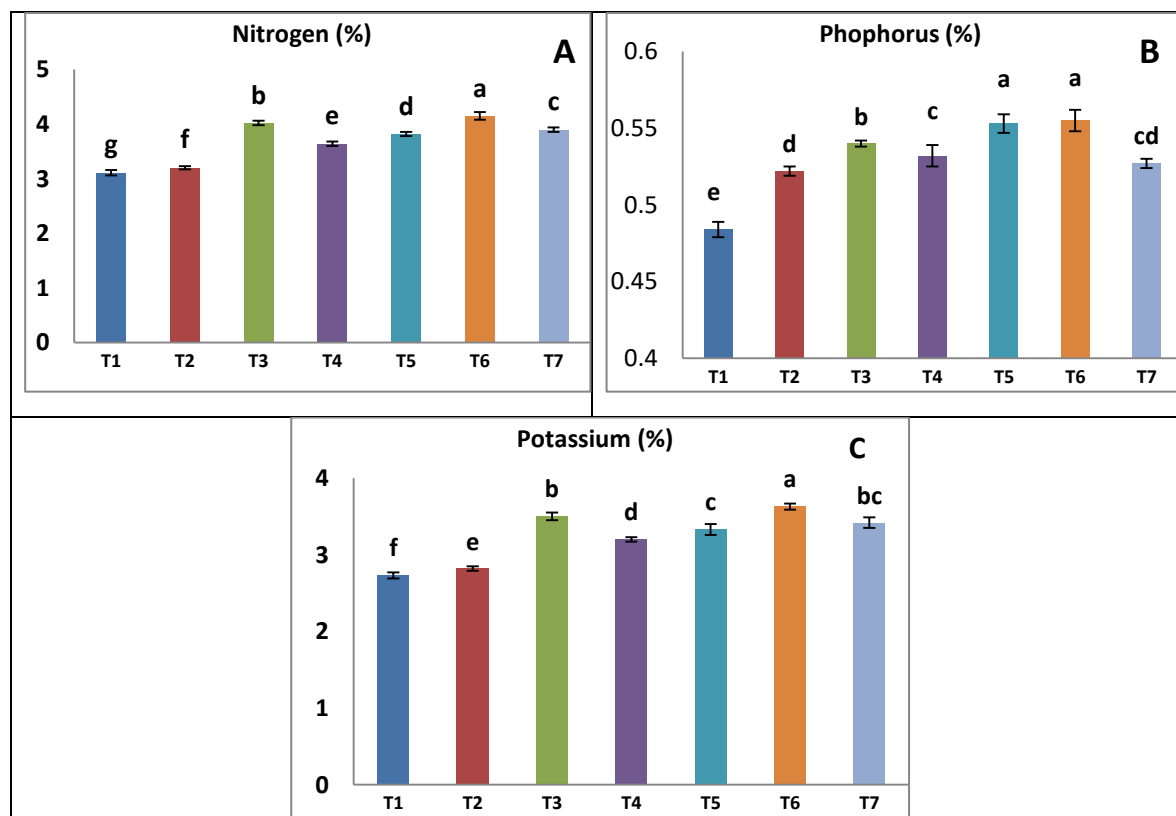 Nitrogen (%)
A
5
4
3
2
1
0
g
f
b
e
d
a
c
T1 T2 T3 T4 T5 T6 T7
Phophorus (%)
B
0.6
0.55
0.5
0.45
0.4
e
d
b
c
a
a
cd
T1 T2 T3 T4 T5 T6 T7
Potassium (%)
C
4
3
2
1
0
f
e
b
d
c
a
bc
T1 T2 T3 T4 T5 T6 T7